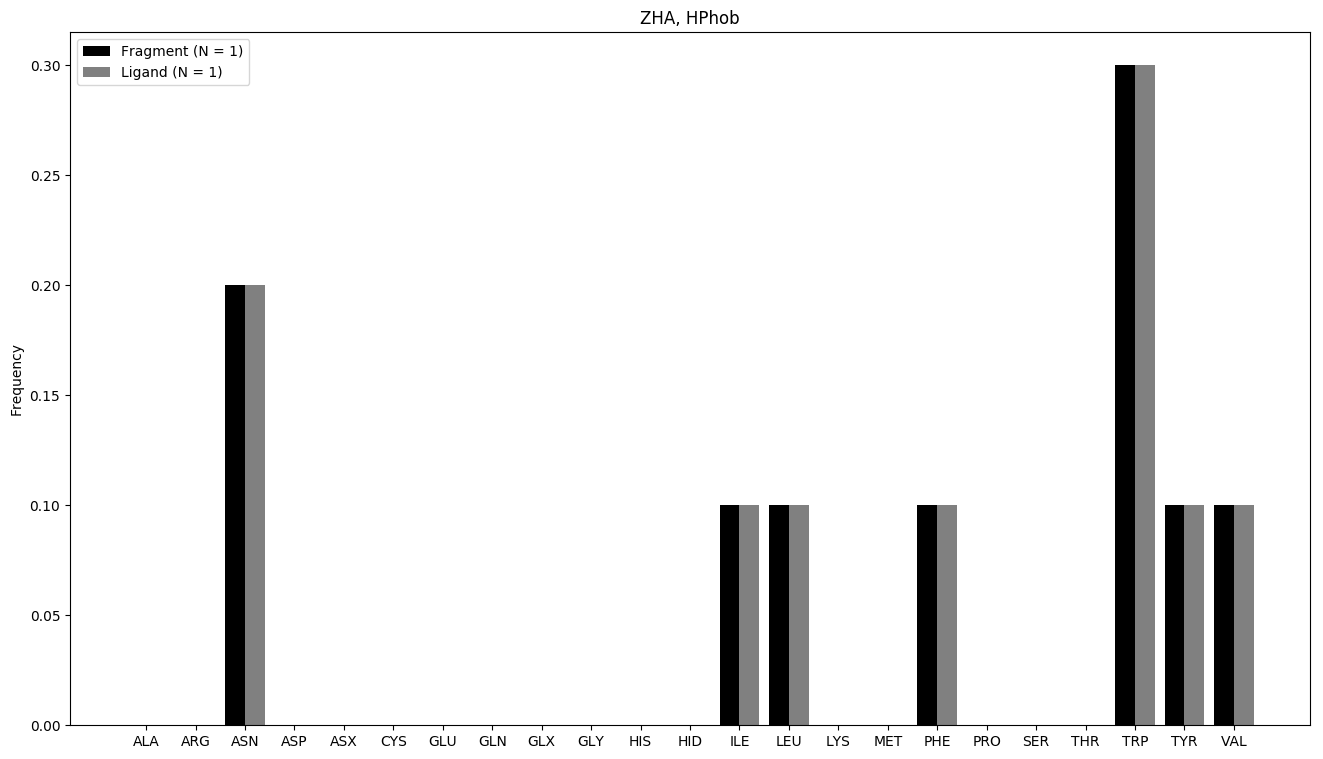 ZHA, HPhob
Fragment (N = 1)
Ligand (N = 1)
Frequency
0.30
0.25
0.20
0.15
0.10
0.05
0.00
ALA ARG ASN ASP ASX CYS GLU GLN GLX GLY HIS HID ILE LEU LYS MET PHE PRO SER THR TRP TYR VAL